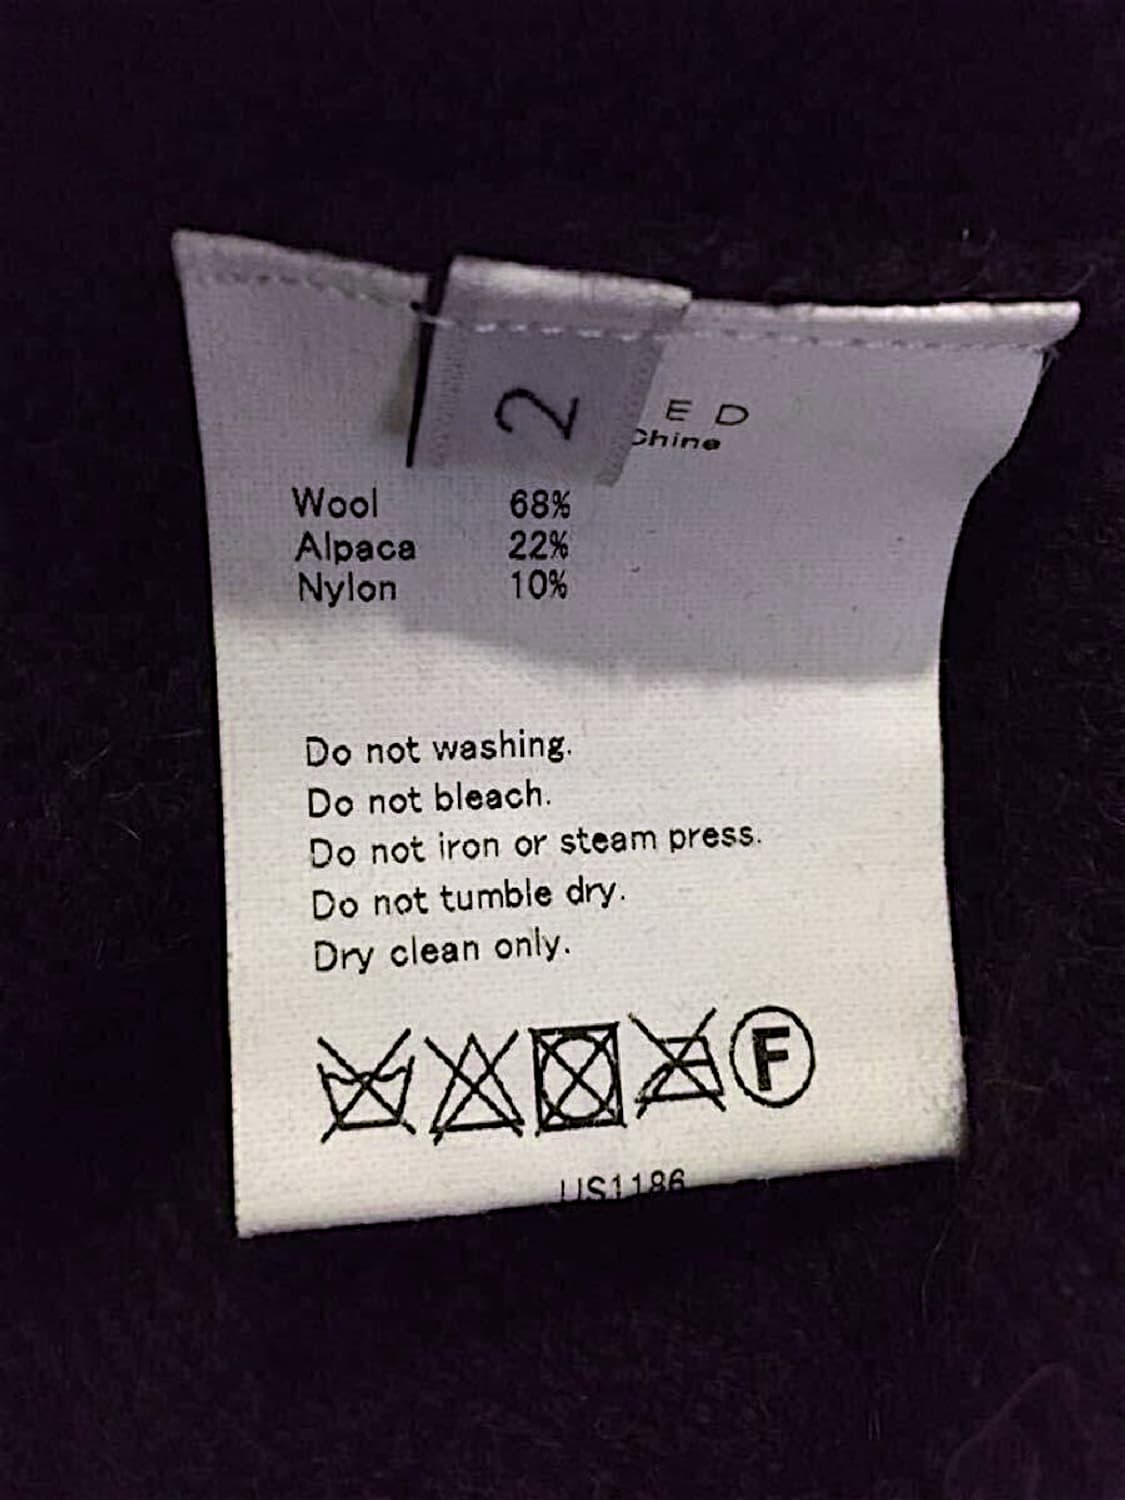 2
E D
Chine
Wool 68%
Alpaca 22%
Nylon 10%
Do not washing.
Do not bleach.
Do not iron or steam press.
Do not tumble dry.
Dry clean only.
F
US1186